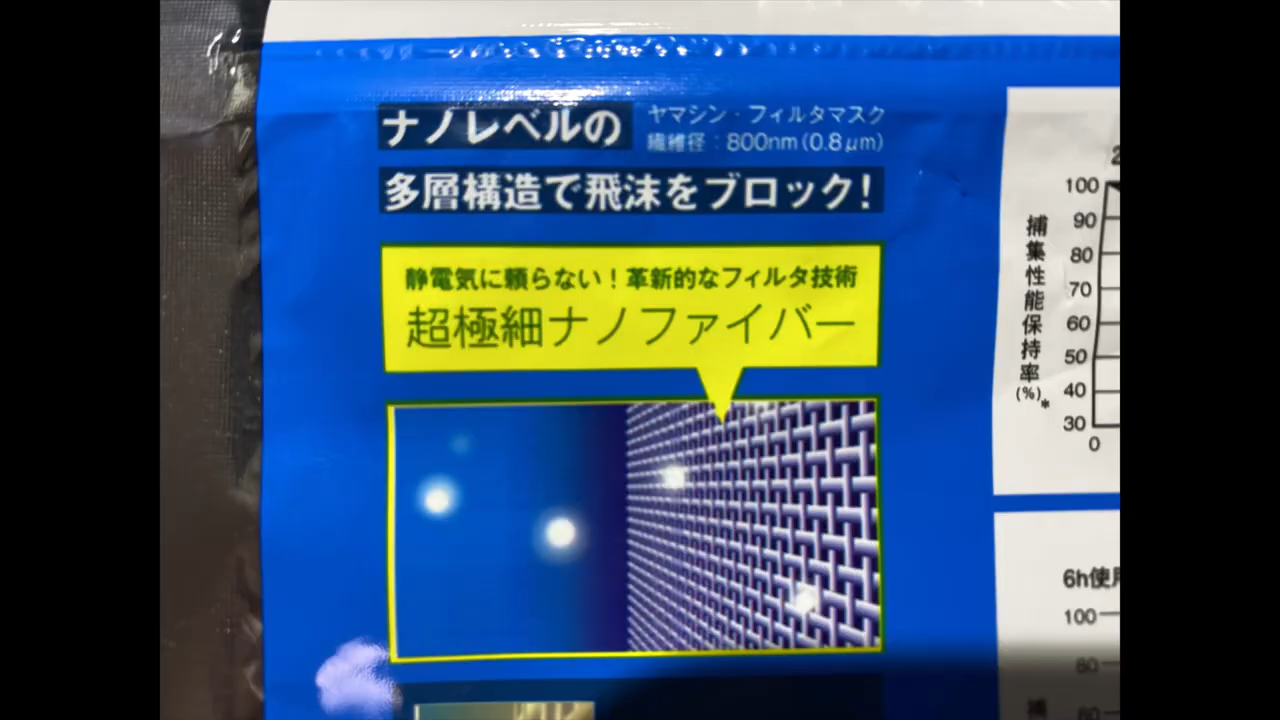 ナノレベルの
ヤマシン・フィルタマスク
繊維径：800nm(0.8μm)
多層構造で飛沫をブロック！
静電気に頼らない！革新的なフィルタ技術
超極細ナノファイバー
捕集性能保持率(%)*
100
90
80
70
60
50
40
30
0
6h使用
100
80
60
捕